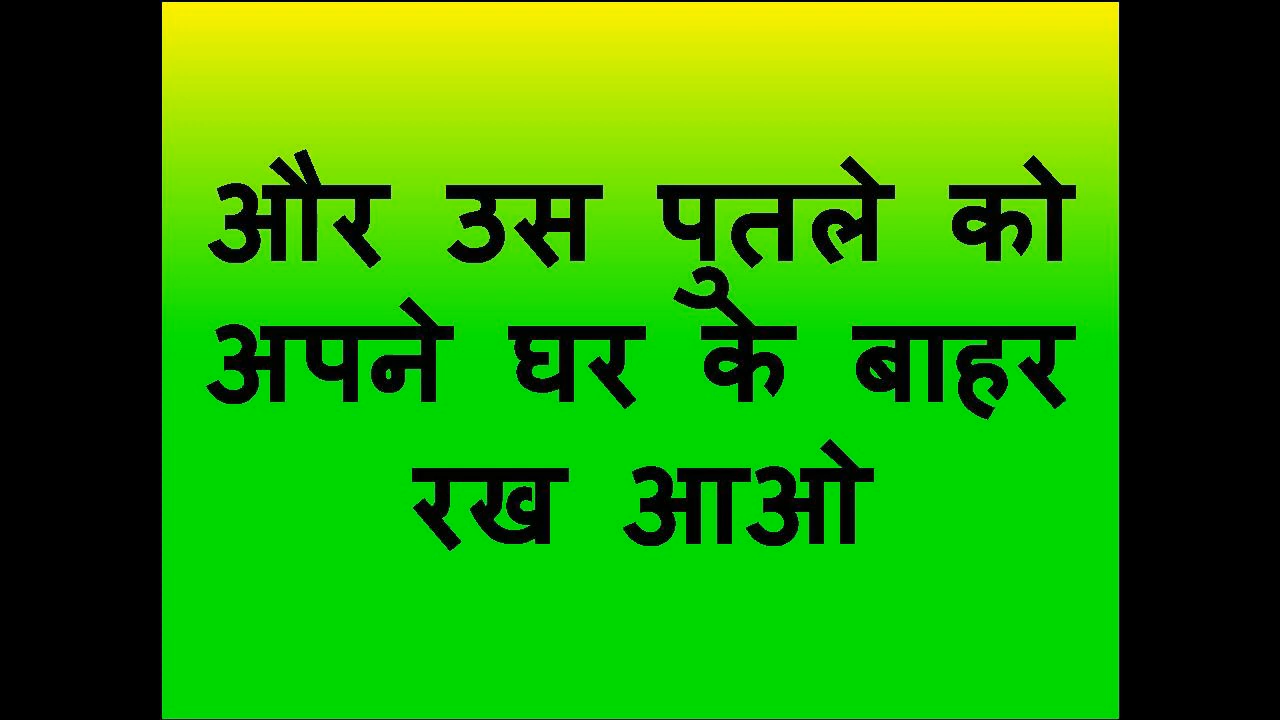 और उस पुतले को
अपने घर के बाहर
रख आओ